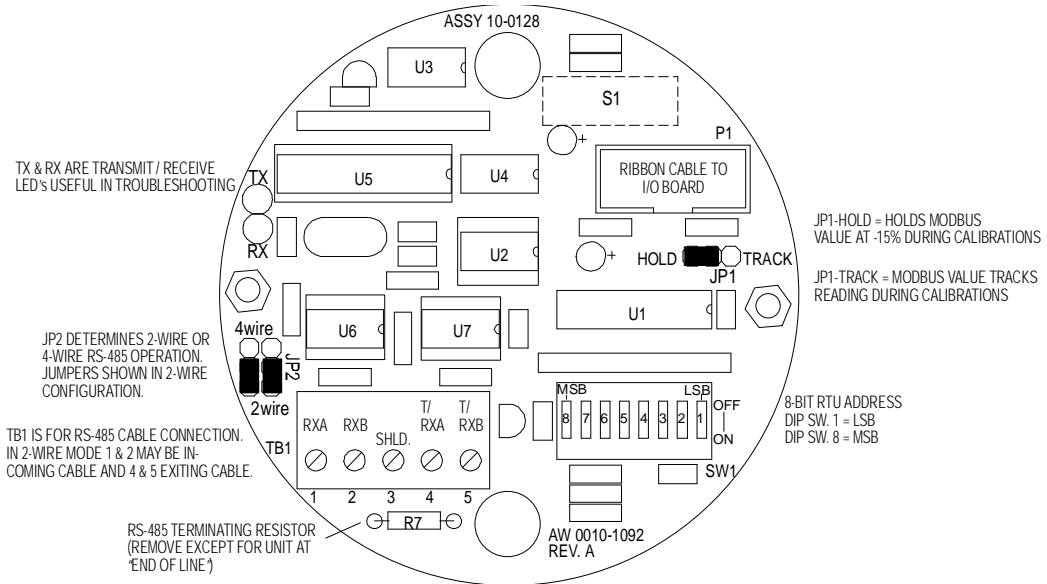 ASSY 10-0128
U3
S1
P1
TX & RX ARE TRANSMIT / RECEIVE
LED's USEFUL IN TROUBLESHOOTING
TX
RX
U5
U4
RIBBON CABLE TO
I/O BOARD
U2
JP1-HOLD = HOLDS MODBUS
VALUE AT -15% DURING CALIBRATIONS
HOLD
TRACK
JP1
JP1-TRACK = MODBUS VALUE TRACKS
READING DURING CALIBRATIONS
U1
U6
U7
JP2 DETERMINES 2-WIRE OR
4-WIRE RS-485 OPERATION.
JUMPERS SHOWN IN 2-WIRE
CONFIGURATION.
4wire
JP2
2wire
MSB
LSB
8 7 6 5 4 3 2 1
OFF
ON
SW1
8-BIT RTU ADDRESS
DIP SW. 1 = LSB
DIP SW. 8 = MSB
TB1 IS FOR RS-485 CABLE CONNECTION.
IN 2-WIRE MODE 1 & 2 MAY BE IN-
COMING CABLE AND 4 & 5 EXITING CABLE.
TB1
RXA
RXB
SHLD.
T/
RXA
T/
RXB
1 2 3 4 5
R7
RS-485 TERMINATING RESISTOR
(REMOVE EXCEPT FOR UNIT AT
"END OF LINE")
AW 0010-1092
REV. A